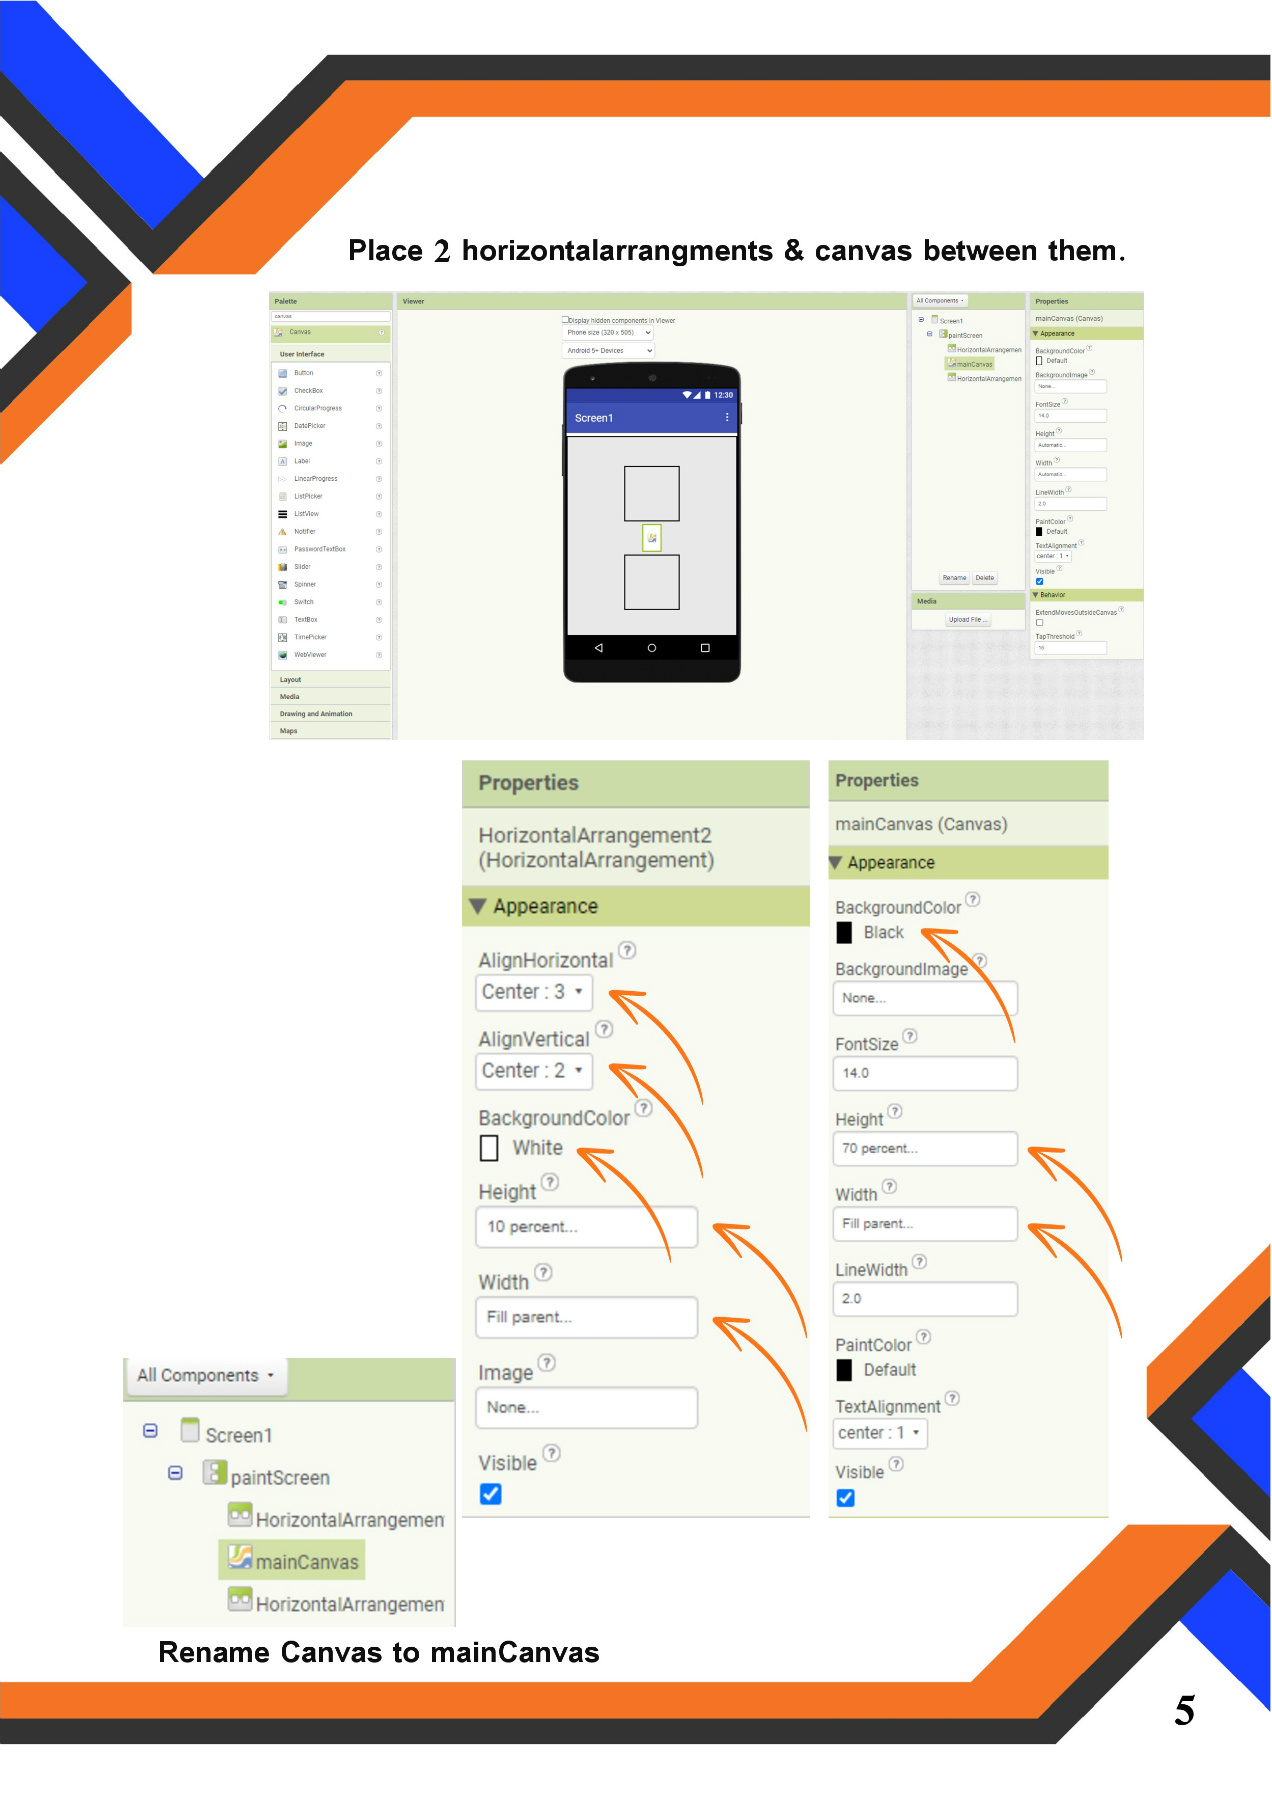 Place 2 horizontalarrangments & canvas between them.
Palette
canvas
Canvas
User Interface
Button
CheckBox
CircularProgress
DatePicker
Image
Label
LinearProgress
ListPicker
ListView
Notifier
PasswordTextBox
Slider
Spinner
Switch
TextBox
TimePicker
WebViewer
Layout
Media
Drawing and Animation
Maps
Viewer
Display hidden components in Viewer
Phone size (320 x 505)
Android 5+ Devices
12:30
Screen1
All Components
Screen1
paintScreen
HorizontalArrangemen
mainCanvas
HorizontalArrangemen
Rename Delete
Media
Upload File ...
Properties
mainCanvas (Canvas)
Appearance
BackgroundColor
Default
BackgroundImage
None...
FontSize
14.0
Height
Automatic...
Width
Automatic...
LineWidth
2.0
PaintColor
Default
TextAlignment
center : 1
Visible
Behavior
ExtendMovesOutsideCanvas
TapThreshold
15
Properties
HorizontalArrangement2
(HorizontalArrangement)
Appearance
AlignHorizontal
Center : 3
AlignVertical
Center : 2
BackgroundColor
White
Height
10 percent...
Width
Fill parent...
Image
None...
Visible
Properties
mainCanvas (Canvas)
Appearance
BackgroundColor
Black
BackgroundImage
None...
FontSize
14.0
Height
70 percent...
Width
Fill parent...
LineWidth
2.0
PaintColor
Default
TextAlignment
center : 1
Visible
All Components
Screen1
paintScreen
HorizontalArrangemen
mainCanvas
HorizontalArrangemen
Rename Canvas to mainCanvas
5